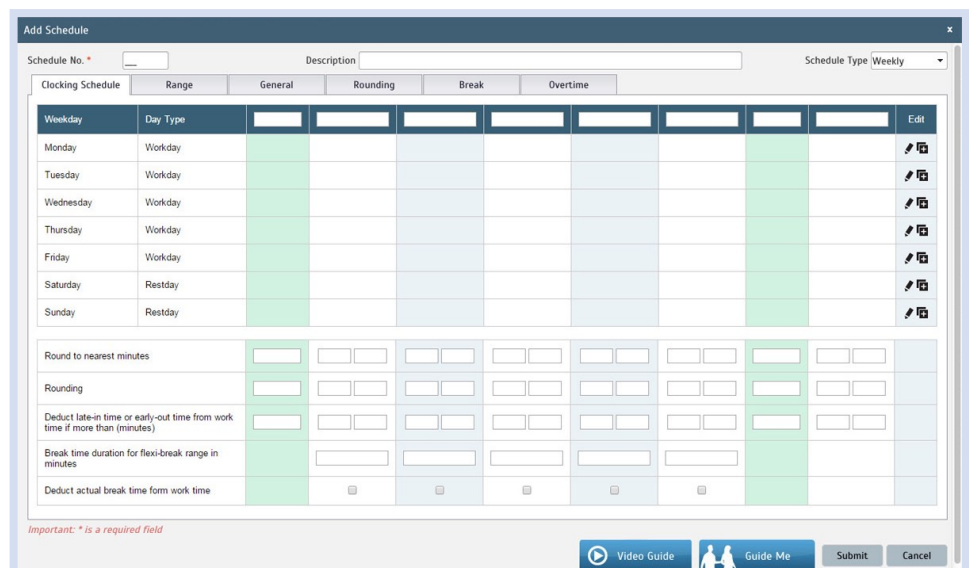 Add Schedule x
Schedule No. * __ Description Schedule Type Weekly
Clocking Schedule Range General Rounding Break Overtime
Weekday Day Type Edit
Monday Workday
Tuesday Workday
Wednesday Workday
Thursday Workday
Friday Workday
Saturday Restday
Sunday Restday
Round to nearest minutes
Rounding
Deduct late-in time or early-out time from work
time if more than (minutes)
Break time duration for flexi-break range in
minutes
Deduct actual break time form work time
Important: * is a required field
Video Guide Guide Me Submit Cancel